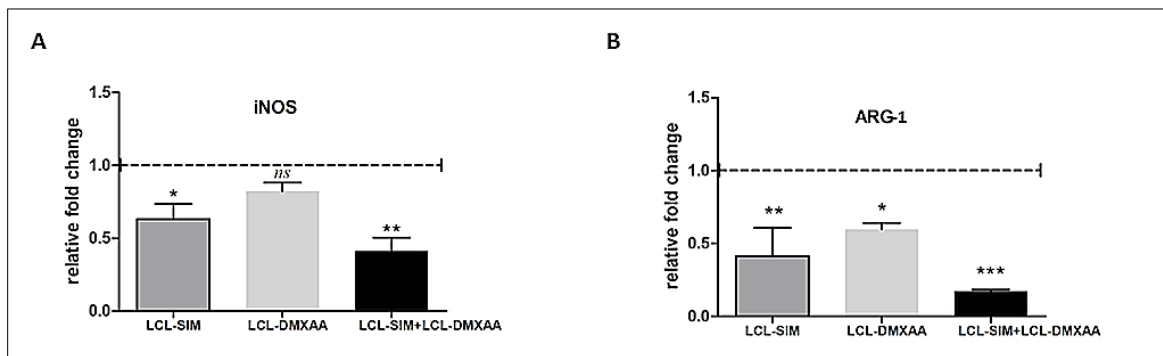 A
iNOS
relative fold change
1.5
1.0
0.5
0.0
*
ns
**
LCL-SIM
LCL-DMXAA
LCL-SIM+LCL-DMXAA
B
ARG-1
relative fold change
1.5
1.0
0.5
0.0
**
*
***
LCL-SIM
LCL-DMXAA
LCL-SIM+LCL-DMXAA